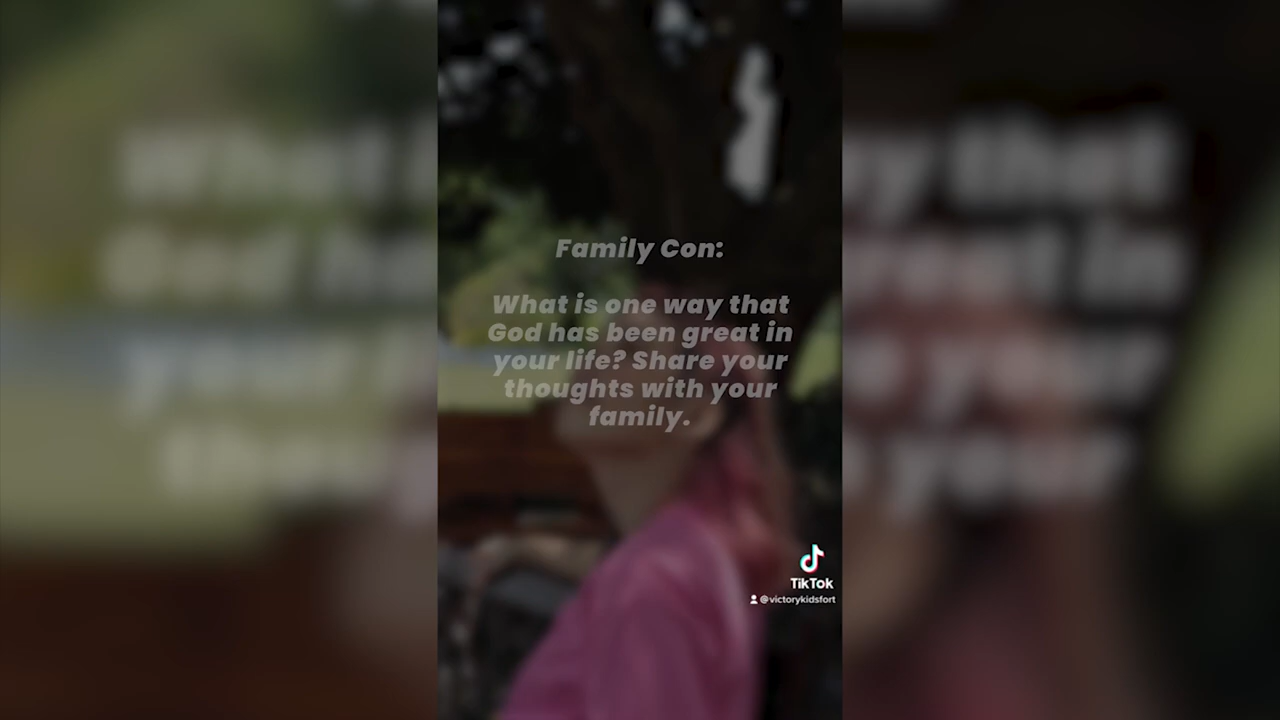 Family Con:
What is one way that
God has been great in
your life? Share your
thoughts with your
family.
TikTok
@victorykidsfort